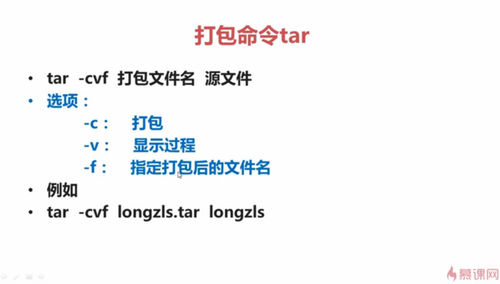 打包命令tar
• tar -cvf 打包文件名 源文件
• 选项：
-c： 打包
-v： 显示过程
-f： 指定打包后的文件名
• 例如
• tar -cvf longzls.tar longzls
慕课网